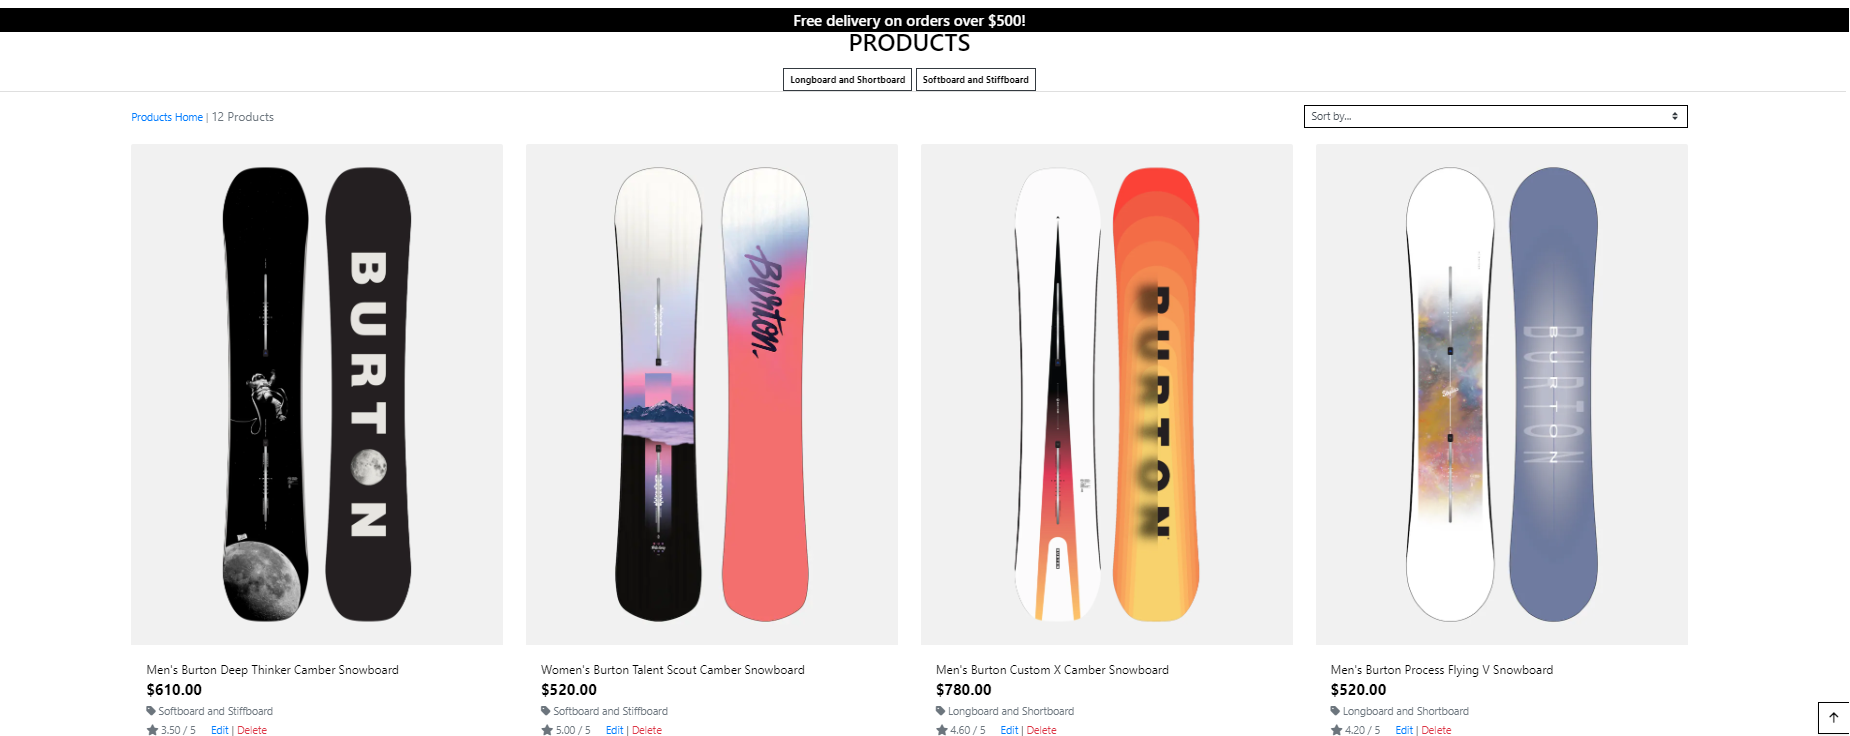 Free delivery on orders over $500!
PRODUCTS
Longboard and Shortboard
Softboard and Stiffboard
Products Home | 12 Products
Sort by...
BURTON
Burton.
BURTON
BURTON
BURTON
Men's Burton Deep Thinker Camber Snowboard
$610.00
Softboard and Stiffboard
3.50 / 5 Edit | Delete
Women's Burton Talent Scout Camber Snowboard
$520.00
Softboard and Stiffboard
5.00 / 5 Edit | Delete
Men's Burton Custom X Camber Snowboard
$780.00
Longboard and Shortboard
4.60 / 5 Edit | Delete
Men's Burton Process Flying V Snowboard
$520.00
Longboard and Shortboard
4.20 / 5 Edit | Delete